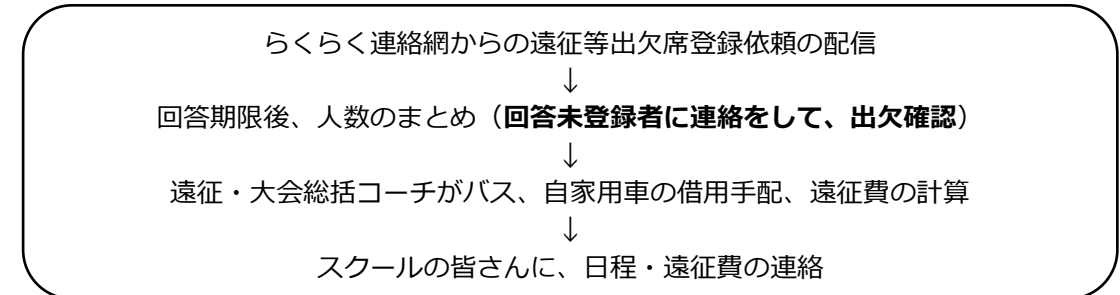 らくらく連絡網からの遠征等出欠席登録依頼の配信
↓
回答期限後、人数のまとめ（回答未登録者に連絡をして、出欠確認）
↓
遠征・大会総括コーチがバス、自家用車の借用手配、遠征費の計算
↓
スクールの皆さんに、日程・遠征費の連絡